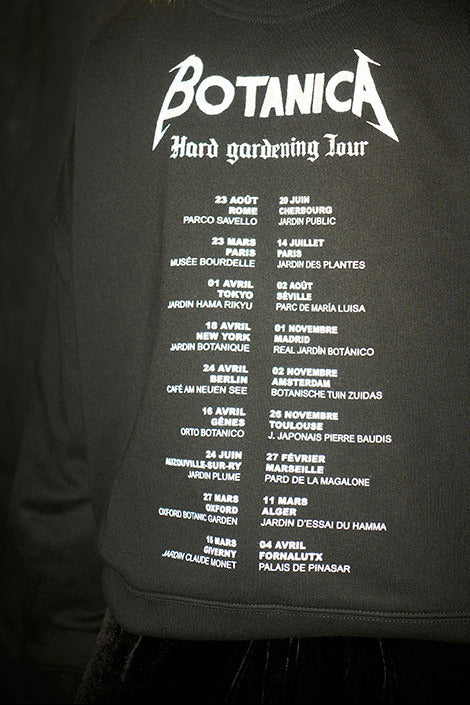 BOTANICA
Hard gardening Tour
23 AOÛT
ROME
PARCO SAVELLO
23 MARS
PARIS
MUSÉE BOURDELLE
01 AVRIL
TOKYO
JARDIN HAMA RIKYU
18 AVRIL
NEW YORK
JARDIN BOTANIQUE
24 AVRIL
BERLIN
CAFÉ AM NEUEN SEE
16 AVRIL
GÊNES
ORTO BOTANICO
24 JUIN
AUZOUVILLE-SUR-RY
JARDIN PLUME
27 MARS
OXFORD
OXFORD BOTANIC GARDEN
15 MARS
GIVERNY
JARDIN CLAUDE MONET
20 JUIN
CHERBOURG
JARDIN PUBLIC
14 JUILLET
PARIS
JARDIN DES PLANTES
02 AOÛT
SÉVILLE
PARC DE MARÍA LUISA
01 NOVEMBRE
MADRID
REAL JARDÍN BOTÁNICO
02 NOVEMBRE
AMSTERDAM
BOTANISCHE TUIN ZUIDAS
26 NOVEMBRE
TOULOUSE
J. JAPONAIS PIERRE BAUDIS
27 FÉVRIER
MARSEILLE
PARD DE LA MAGALONE
11 MARS
ALGER
JARDIN D'ESSAI DU HAMMA
04 AVRIL
FORNALUTX
PALAIS DE PINASAR